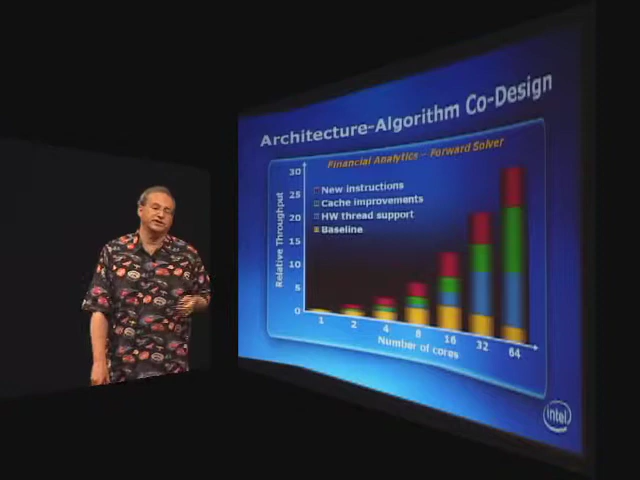 Architecture-Algorithm Co-Design
Financial Analytics – Forward Solver
Relative Throughput
30
25
20
15
10
5
0
New instructions
Cache improvements
HW thread support
Baseline
1 2 4 8 16 32 64
Number of cores
intel